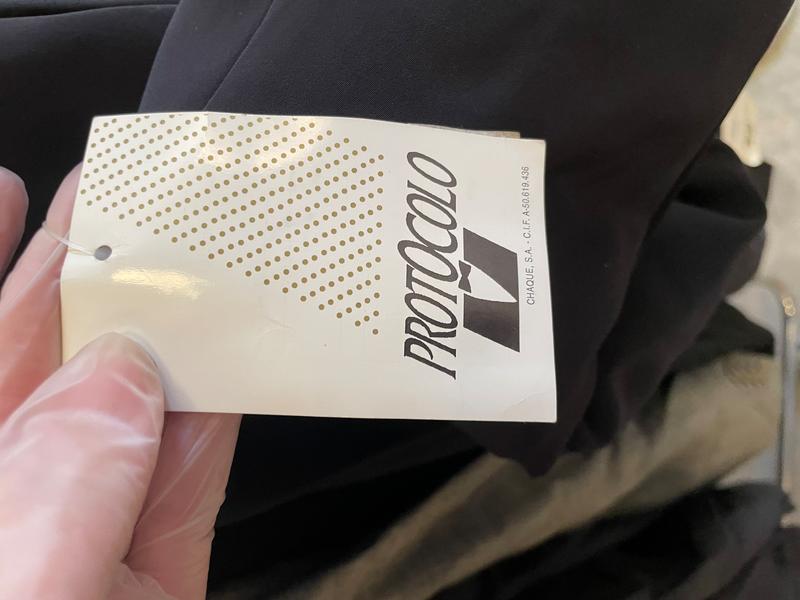 PROTOCOLO
CHAQUE, S.A. - C.I.F. A-50.619.436